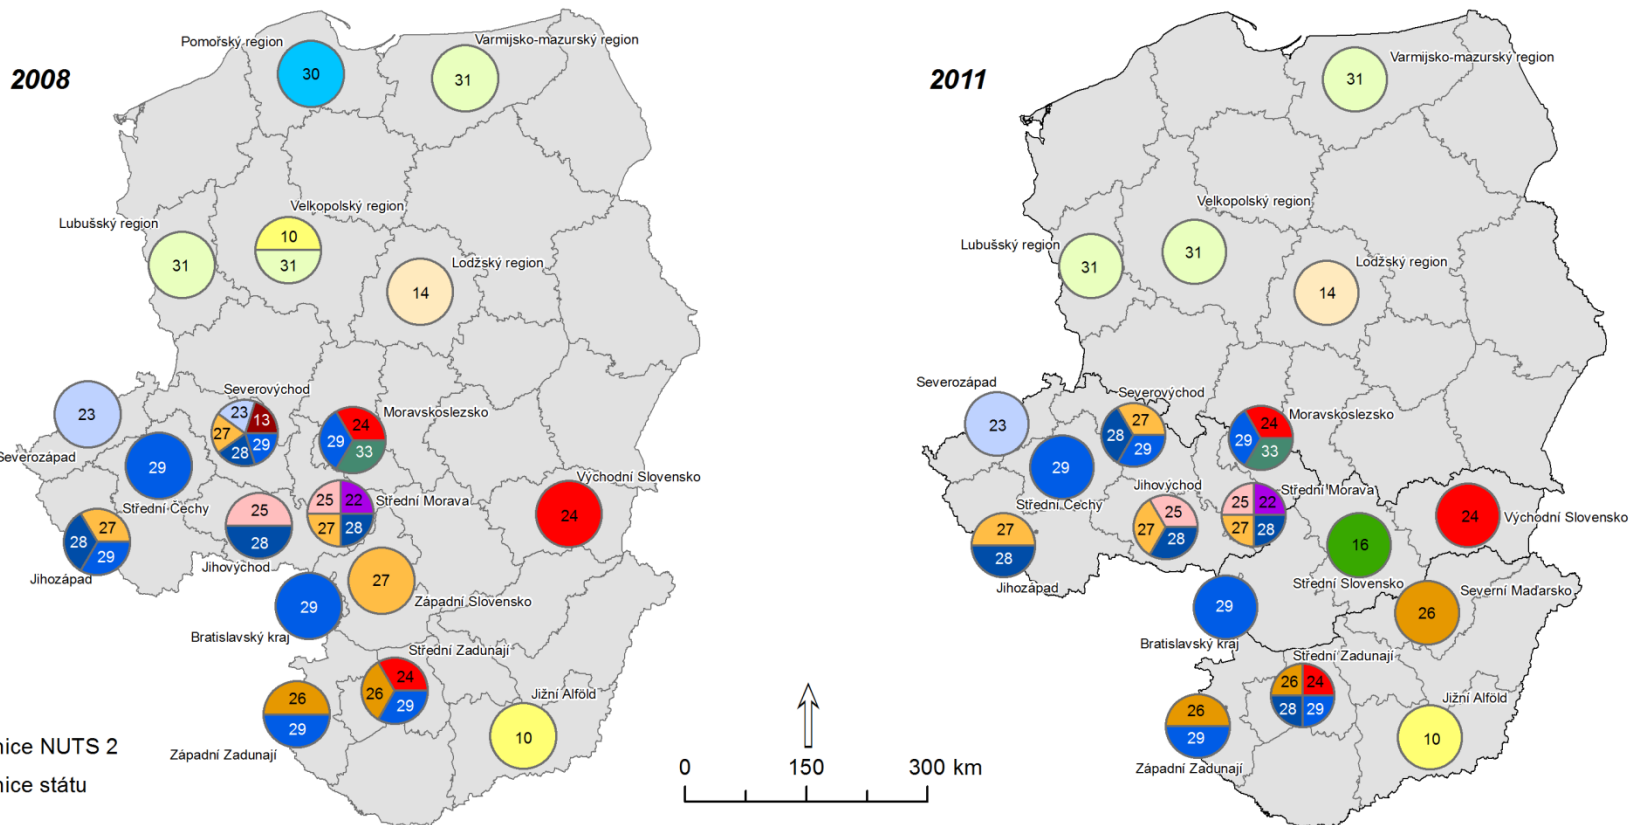 2008
Pomořský region
30
Varmijsko-mazurský region
31
Lubušský region
31
Velkopolský region
10
31
Lodžský region
14
Severozápad
23
Severovýchod
23
13
27
28
29
Moravskoslezsko
24
29
33
Střední Čechy
29
Střední Morava
25
22
27
28
Jihozápad
27
28
29
Jihovýchod
25
28
Východní Slovensko
24
Západní Slovensko
27
Bratislavský kraj
29
Střední Zadunají
24
26
29
Západní Zadunají
26
29
Jižní Alföld
10
nice NUTS 2
nice státu
0 150 300 km
2011
Varmijsko-mazurský region
31
Velkopolský region
31
Lubušský region
31
Lodžský region
14
Severozápad
23
Severovýchod
27
28
29
Moravskoslezsko
24
29
33
Střední Čechy
29
Jihovýchod
25
27
28
Střední Morava
25
22
27
28
Jihozápad
27
28
Východní Slovensko
24
Střední Slovensko
16
Severní Maďarsko
26
Bratislavský kraj
29
Střední Zadunají
26
24
28
29
Západní Zadunají
26
29
Jižní Alföld
10